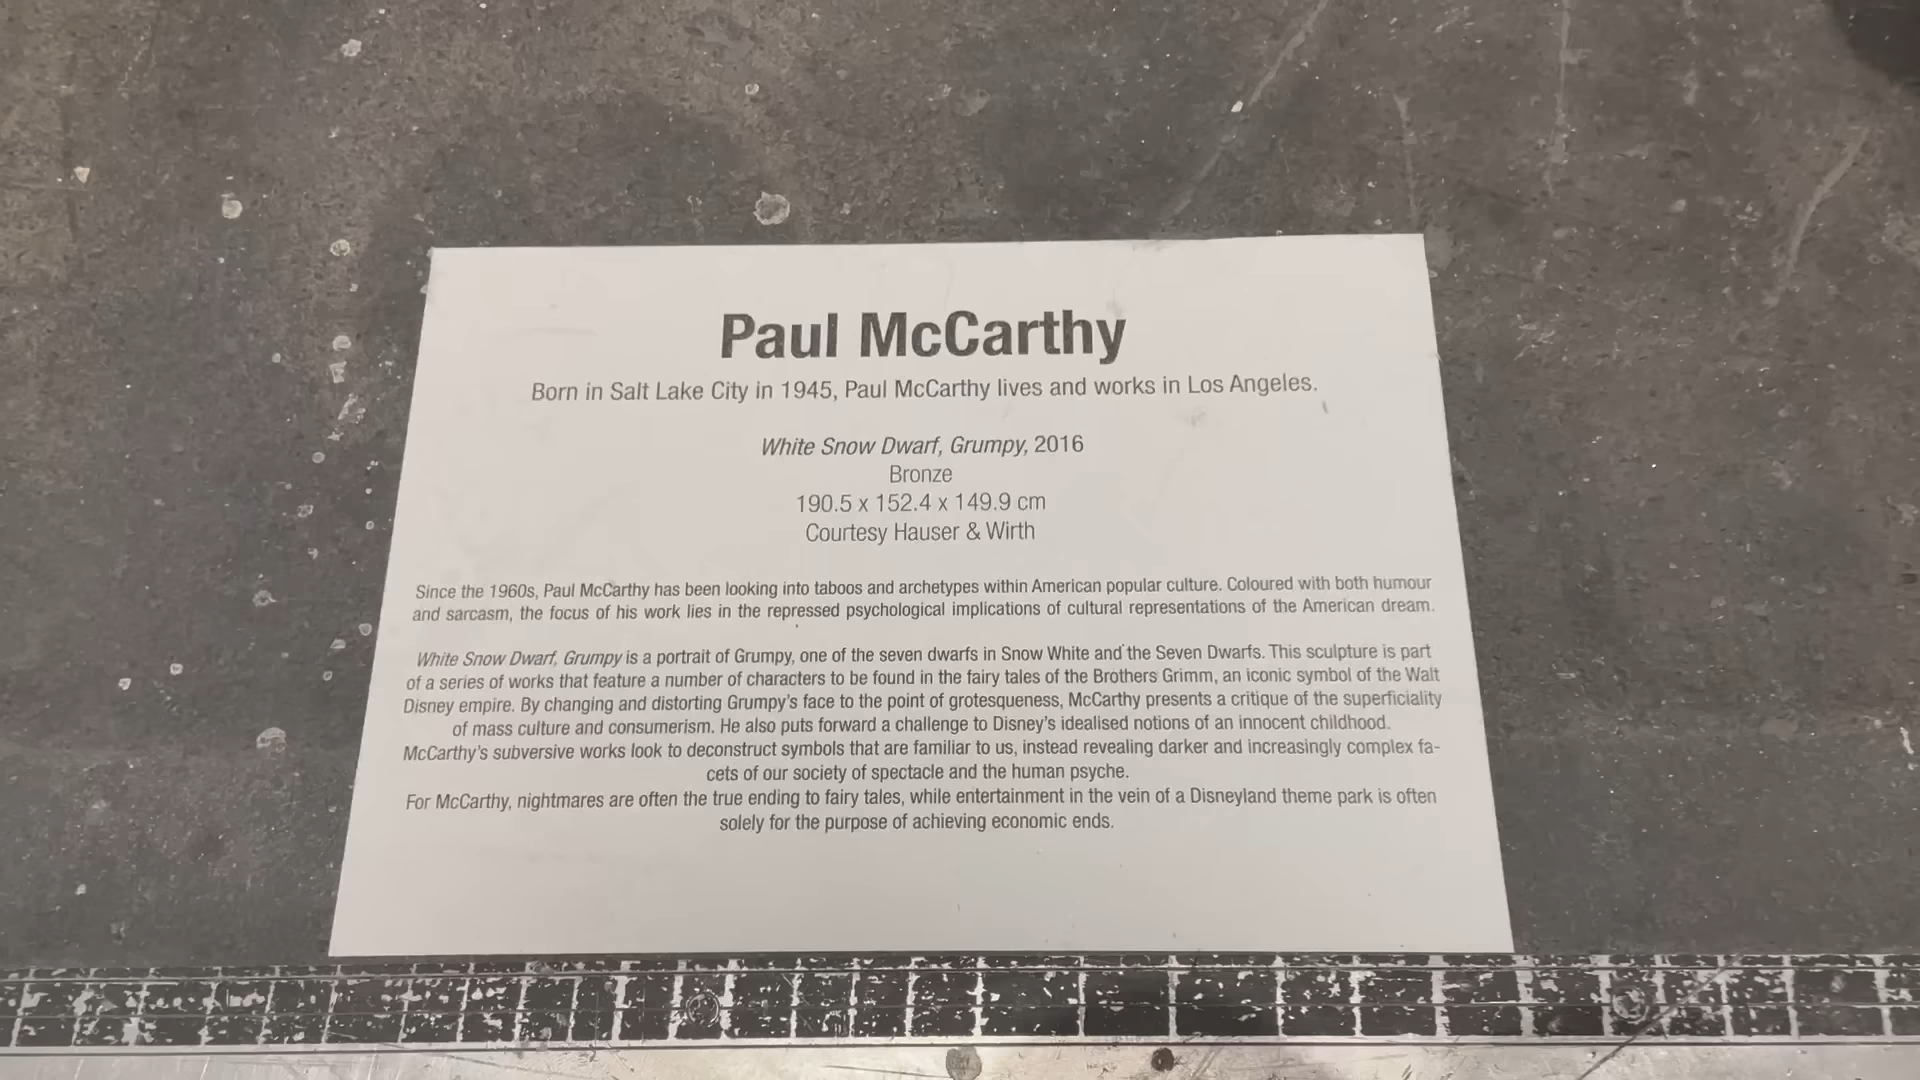 Paul McCarthy
Born in Salt Lake City in 1945, Paul McCarthy lives and works in Los Angeles.
White Snow Dwarf, Grumpy, 2016
Bronze
190.5 x 152.4 x 149.9 cm
Courtesy Hauser & Wirth
Since the 1960s, Paul McCarthy has been looking into taboos and archetypes within American popular culture. Coloured with both humour
and sarcasm, the focus of his work lies in the repressed psychological implications of cultural representations of the American dream.
White Snow Dwarf, Grumpy is a portrait of Grumpy, one of the seven dwarfs in Snow White and the Seven Dwarfs. This sculpture is part
of a series of works that feature a number of characters to be found in the fairy tales of the Brothers Grimm, an iconic symbol of the Walt
Disney empire. By changing and distorting Grumpy's face to the point of grotesqueness, McCarthy presents a critique of the superficiality
of mass culture and consumerism. He also puts forward a challenge to Disney's idealised notions of an innocent childhood.
McCarthy's subversive works look to deconstruct symbols that are familiar to us, instead revealing darker and increasingly complex fa-
cets of our society of spectacle and the human psyche.
For McCarthy, nightmares are often the true ending to fairy tales, while entertainment in the vein of a Disneyland theme park is often
solely for the purpose of achieving economic ends.